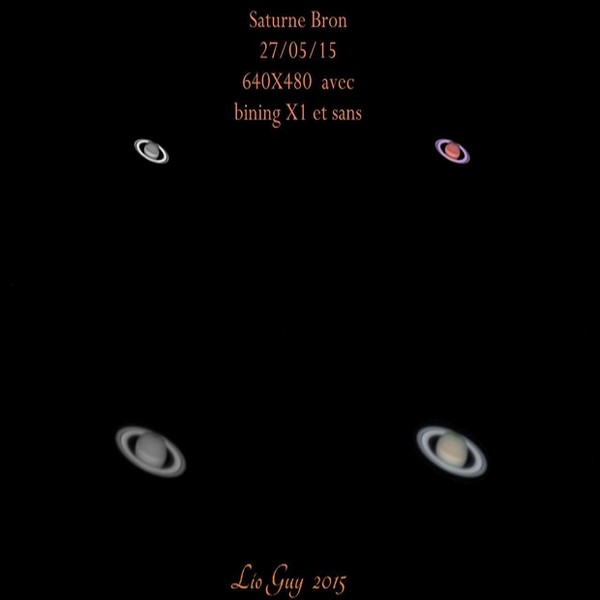 Saturne Bron
27/05/15
640X480 avec
bining X1 et sans
Lio Guy 2015